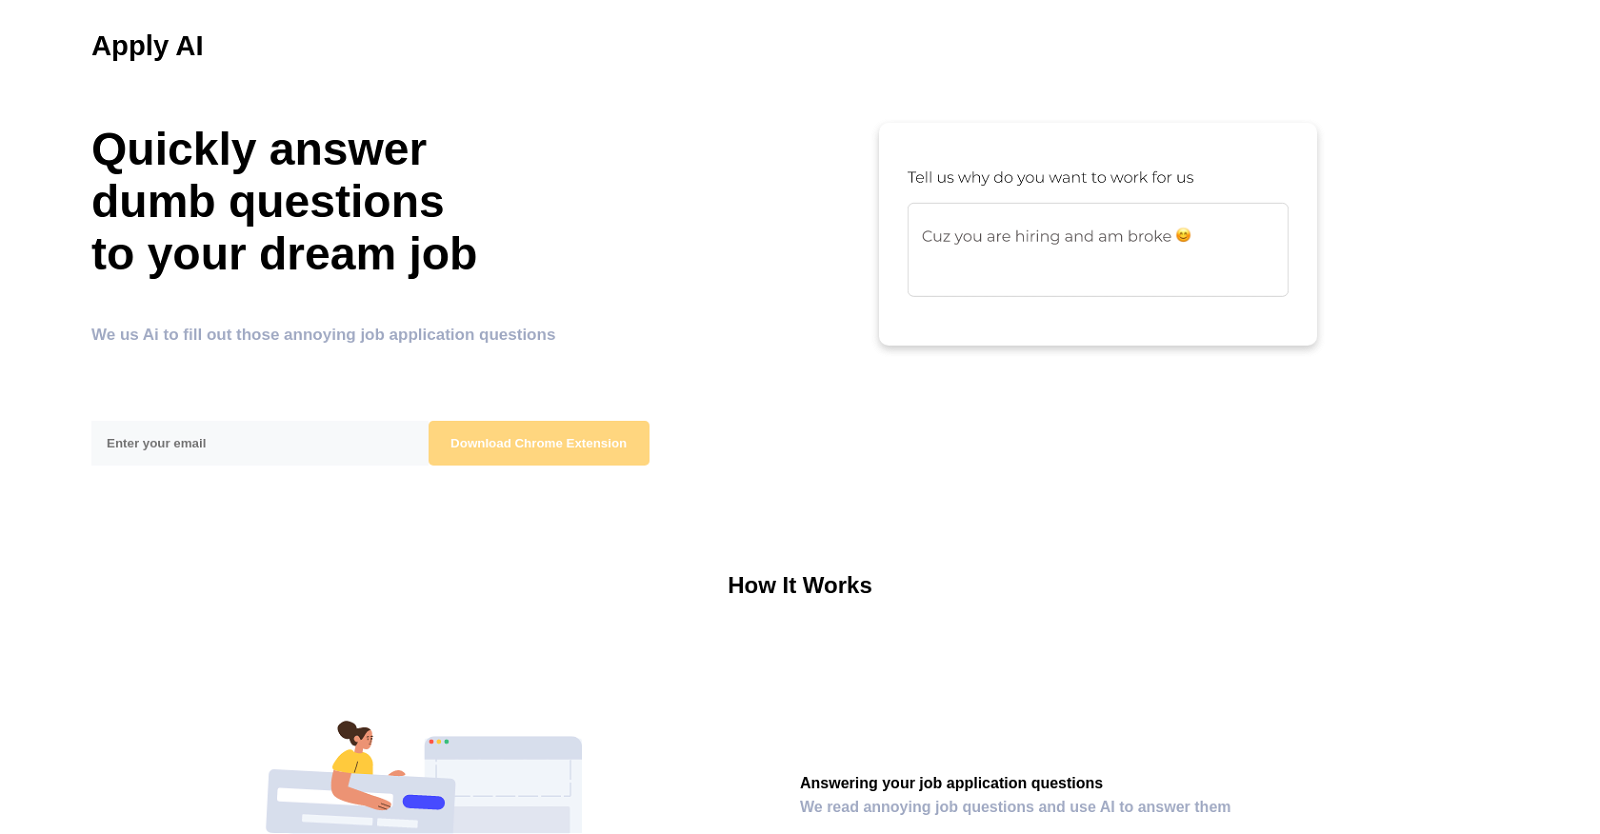 Apply AI
Quickly answer
dumb questions
to your dream job
Tell us why do you want to work for us
Cuz you are hiring and am broke 😊
We us Ai to fill out those annoying job application questions
Enter your email
Download Chrome Extension
How It Works
Answering your job application questions
We read annoying job questions and use AI to answer them